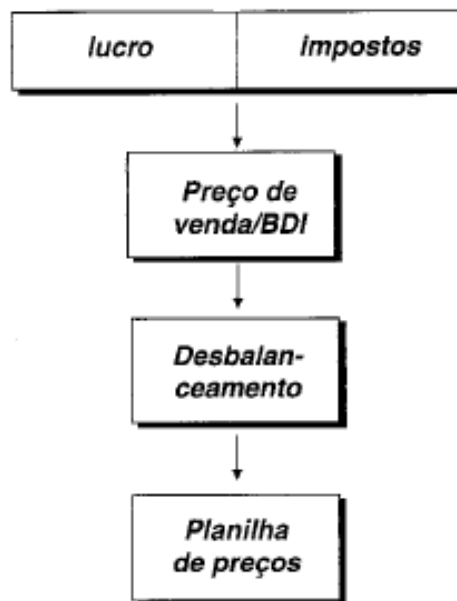 lucro
impostos
Preço de
venda/BDI
Desbalan-
ceamento
Planilha
de preços